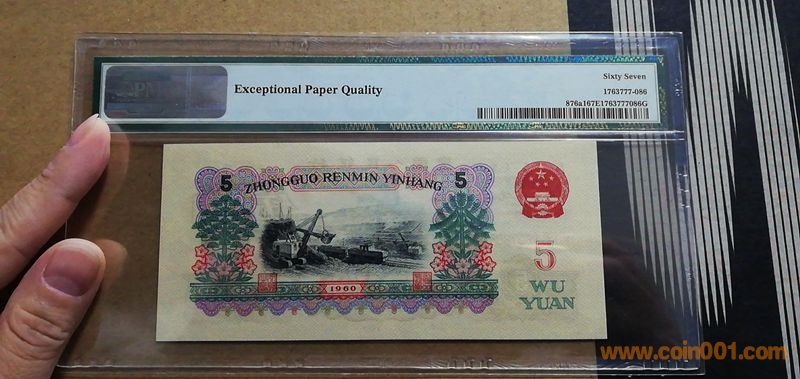 PMG
Exceptional Paper Quality
Sixty Seven
1763777-086
876a167E1763777086G
5 ZHONGGUO RENMIN YINHANG 5
5
WU
YUAN
1960
www.coin001.com